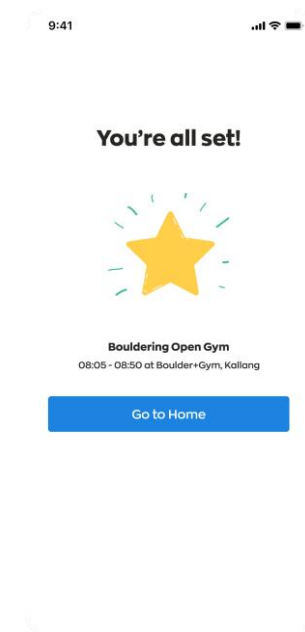 9:41
You're all set!
Bouldering Open Gym
08:05 - 08:50 at Boulder+Gym, Kallang
Go to Home